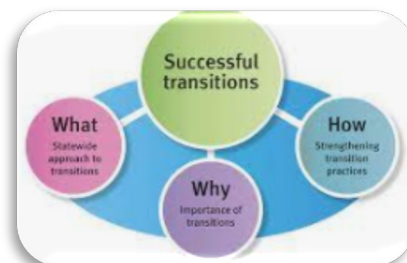 Successful
transitions
What
Statewide
approach to
transitions
Why
Importance of
transitions
How
Strengthening
transition
practices